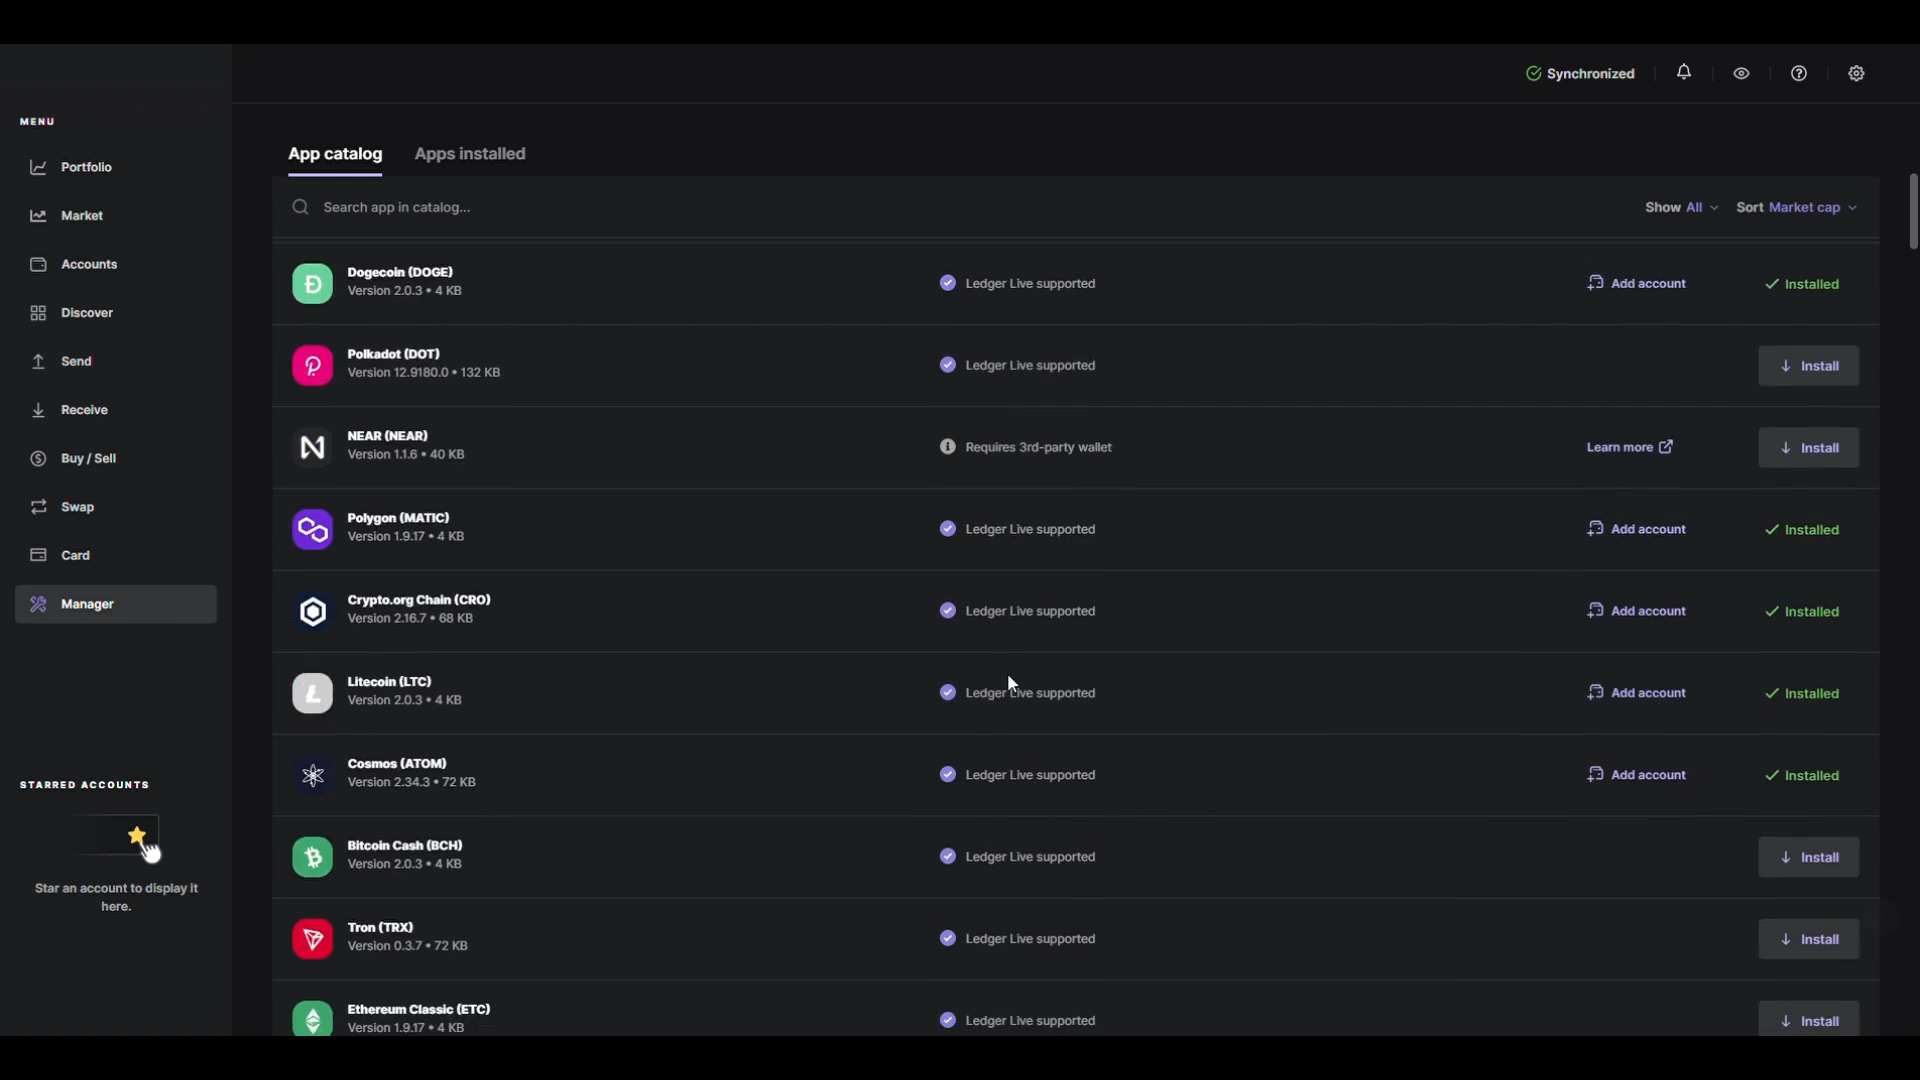 Synchronized
MENU
Portfolio
Market
Accounts
Discover
Send
Receive
Buy / Sell
Swap
Card
Manager
STARRED ACCOUNTS
Star an account to display it
here.
App catalog Apps installed
Search app in catalog...
Show All Sort Market cap
Dogecoin (DOGE)
Version 2.0.3 • 4 KB
Ledger Live supported
Add account
Installed
Polkadot (DOT)
Version 12.9180.0 • 132 KB
Ledger Live supported
Install
NEAR (NEAR)
Version 1.1.6 • 40 KB
Requires 3rd-party wallet
Learn more
Install
Polygon (MATIC)
Version 1.9.17 • 4 KB
Ledger Live supported
Add account
Installed
Crypto.org Chain (CRO)
Version 2.16.7 • 68 KB
Ledger Live supported
Add account
Installed
Litecoin (LTC)
Version 2.0.3 • 4 KB
Ledger Live supported
Add account
Installed
Cosmos (ATOM)
Version 2.34.3 • 72 KB
Ledger Live supported
Add account
Installed
Bitcoin Cash (BCH)
Version 2.0.3 • 4 KB
Ledger Live supported
Install
Tron (TRX)
Version 0.3.7 • 72 KB
Ledger Live supported
Install
Ethereum Classic (ETC)
Version 1.9.17 • 4 KB
Ledger Live supported
Install